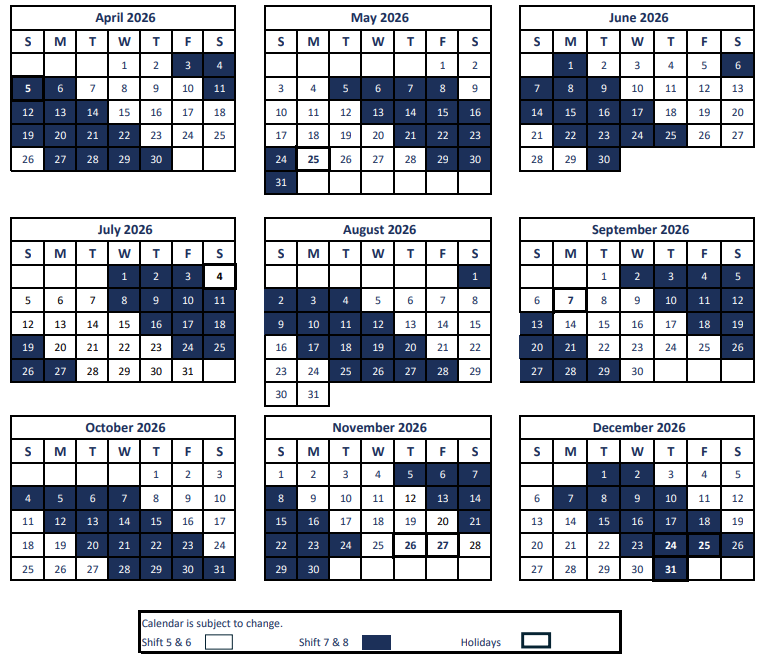 April 2026 May 2026 June 2026
S M T W T F S S M T W T F S S M T W T F S
1 2 3 4 1 2 1 2 3 4 5 6
5 6 7 8 9 10 11 3 4 5 6 7 8 9 7 8 9 10 11 12 13
12 13 14 15 16 17 18 10 11 12 13 14 15 16 14 15 16 17 18 19 20
19 20 21 22 23 24 25 17 18 19 20 21 22 23 21 22 23 24 25 26 27
26 27 28 29 30 24 25 26 27 28 29 30 28 29 30
31
July 2026 August 2026 September 2026
S M T W T F S S M T W T F S S M T W T F S
1 2 3 4 1 1 2 3 4 5
5 6 7 8 9 10 11 2 3 4 5 6 7 8 6 7 8 9 10 11 12
12 13 14 15 16 17 18 9 10 11 12 13 14 15 13 14 15 16 17 18 19
19 20 21 22 23 24 25 16 17 18 19 20 21 22 20 21 22 23 24 25 26
26 27 28 29 30 31 23 24 25 26 27 28 29 27 28 29 30
30 31
October 2026 November 2026 December 2026
S M T W T F S S M T W T F S S M T W T F S
1 2 3 1 2 3 4 5 6 7 1 2 3 4 5
4 5 6 7 8 9 10 8 9 10 11 12 13 14 6 7 8 9 10 11 12
11 12 13 14 15 16 17 15 16 17 18 19 20 21 13 14 15 16 17 18 19
18 19 20 21 22 23 24 22 23 24 25 26 27 28 20 21 22 23 24 25 26
25 26 27 28 29 30 31 29 30 27 28 29 30 31
Calendar is subject to change.
Shift 5 & 6 Shift 7 & 8 Holidays